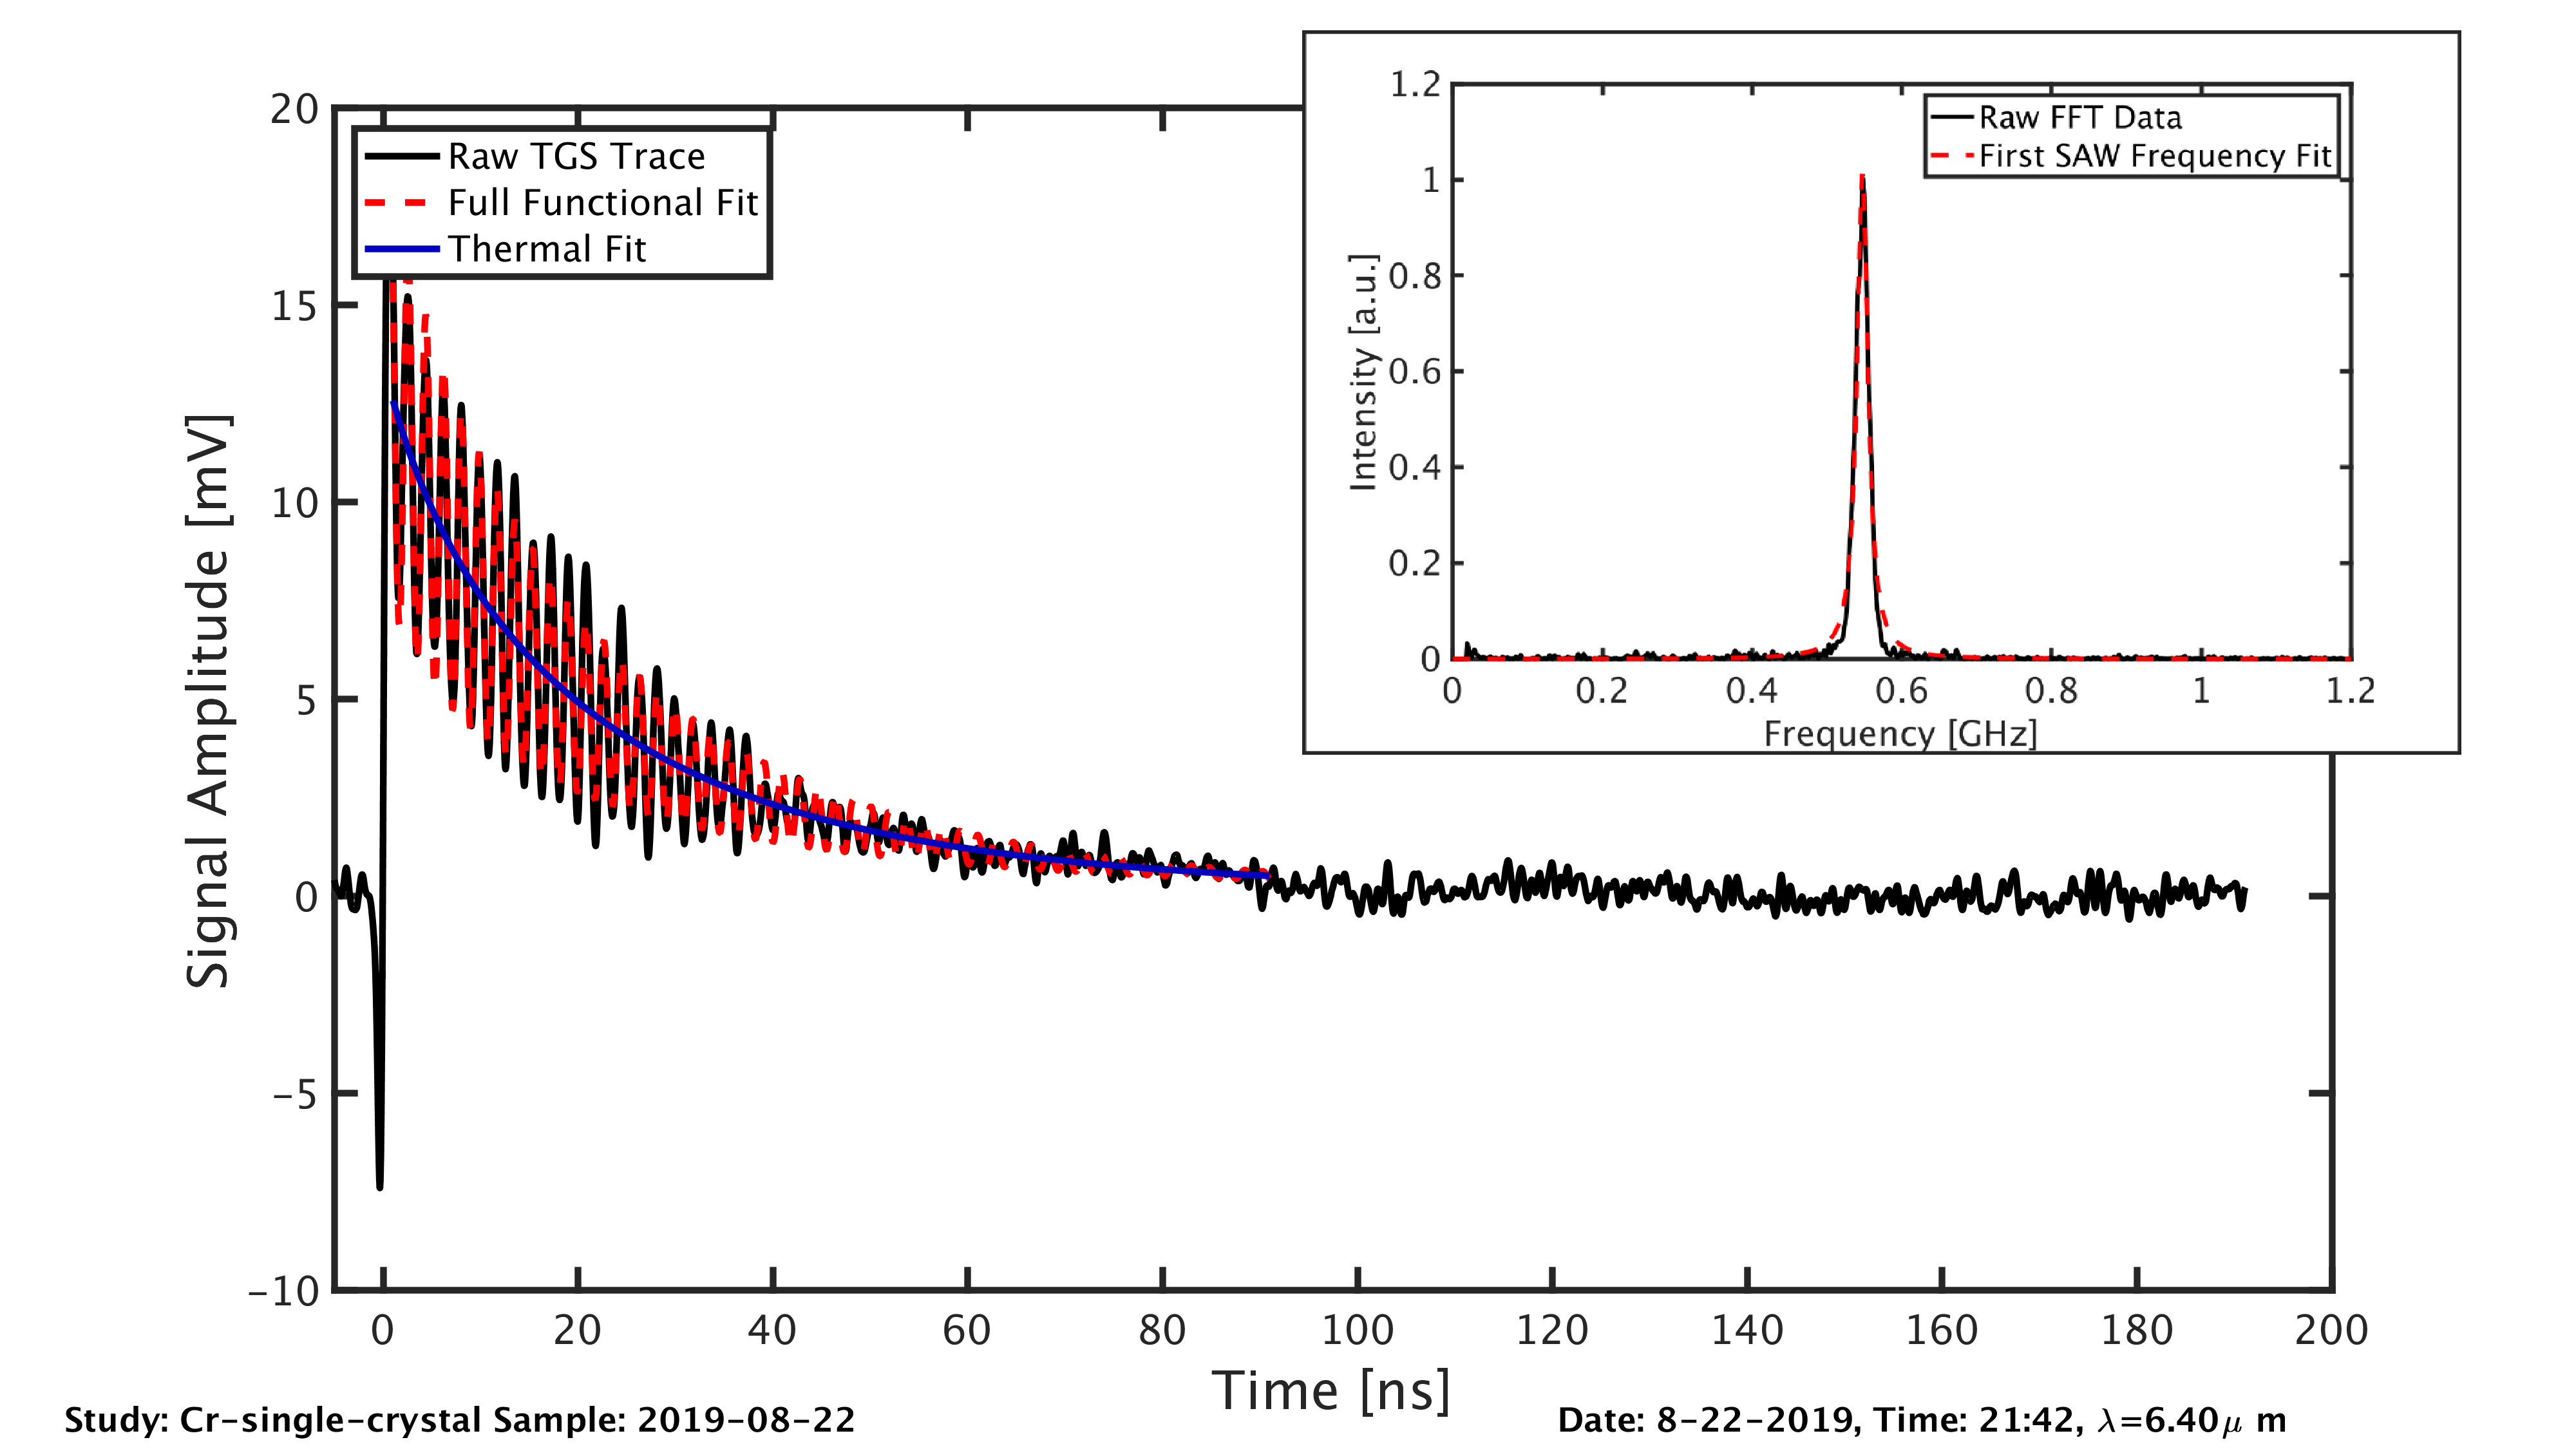 20
15
10
5
0
−5
−10
Signal Amplitude [mV]
Raw TGS Trace
Full Functional Fit
Thermal Fit
0 20 40 60 80 100 120 140 160 180 200
Time [ns]
1.2
1
0.8
0.6
0.4
0.2
0
Intensity [a.u.]
Raw FFT Data
First SAW Frequency Fit
0 0.2 0.4 0.6 0.8 1 1.2
Frequency [GHz]
Study: Cr−single−crystal Sample: 2019−08−22
Date: 8−22−2019, Time: 21:42, λ=6.40μ m